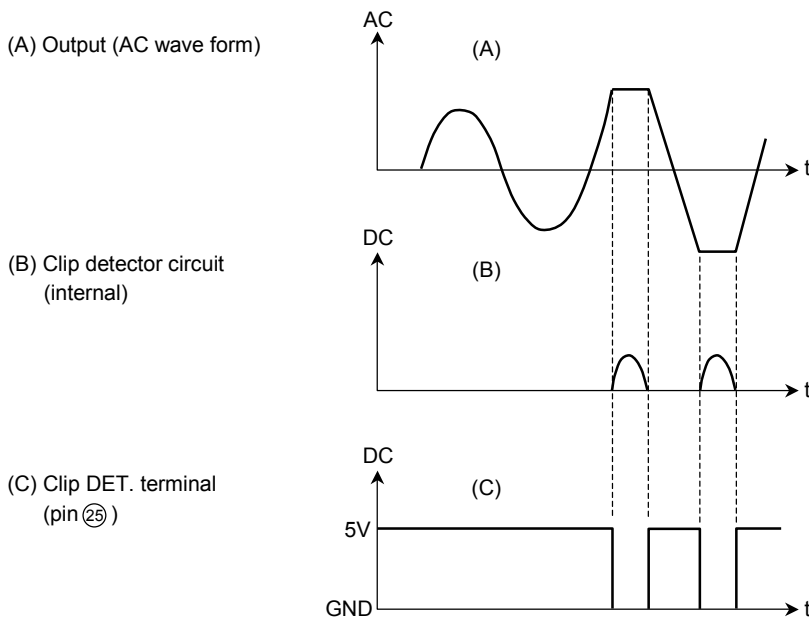 AC
(A) Output (AC wave form)
(A)
t
DC
(B) Clip detector circuit
(internal)
(B)
t
DC
(C) Clip DET. terminal
(pin ㉕ )
(C)
5V
GND
t